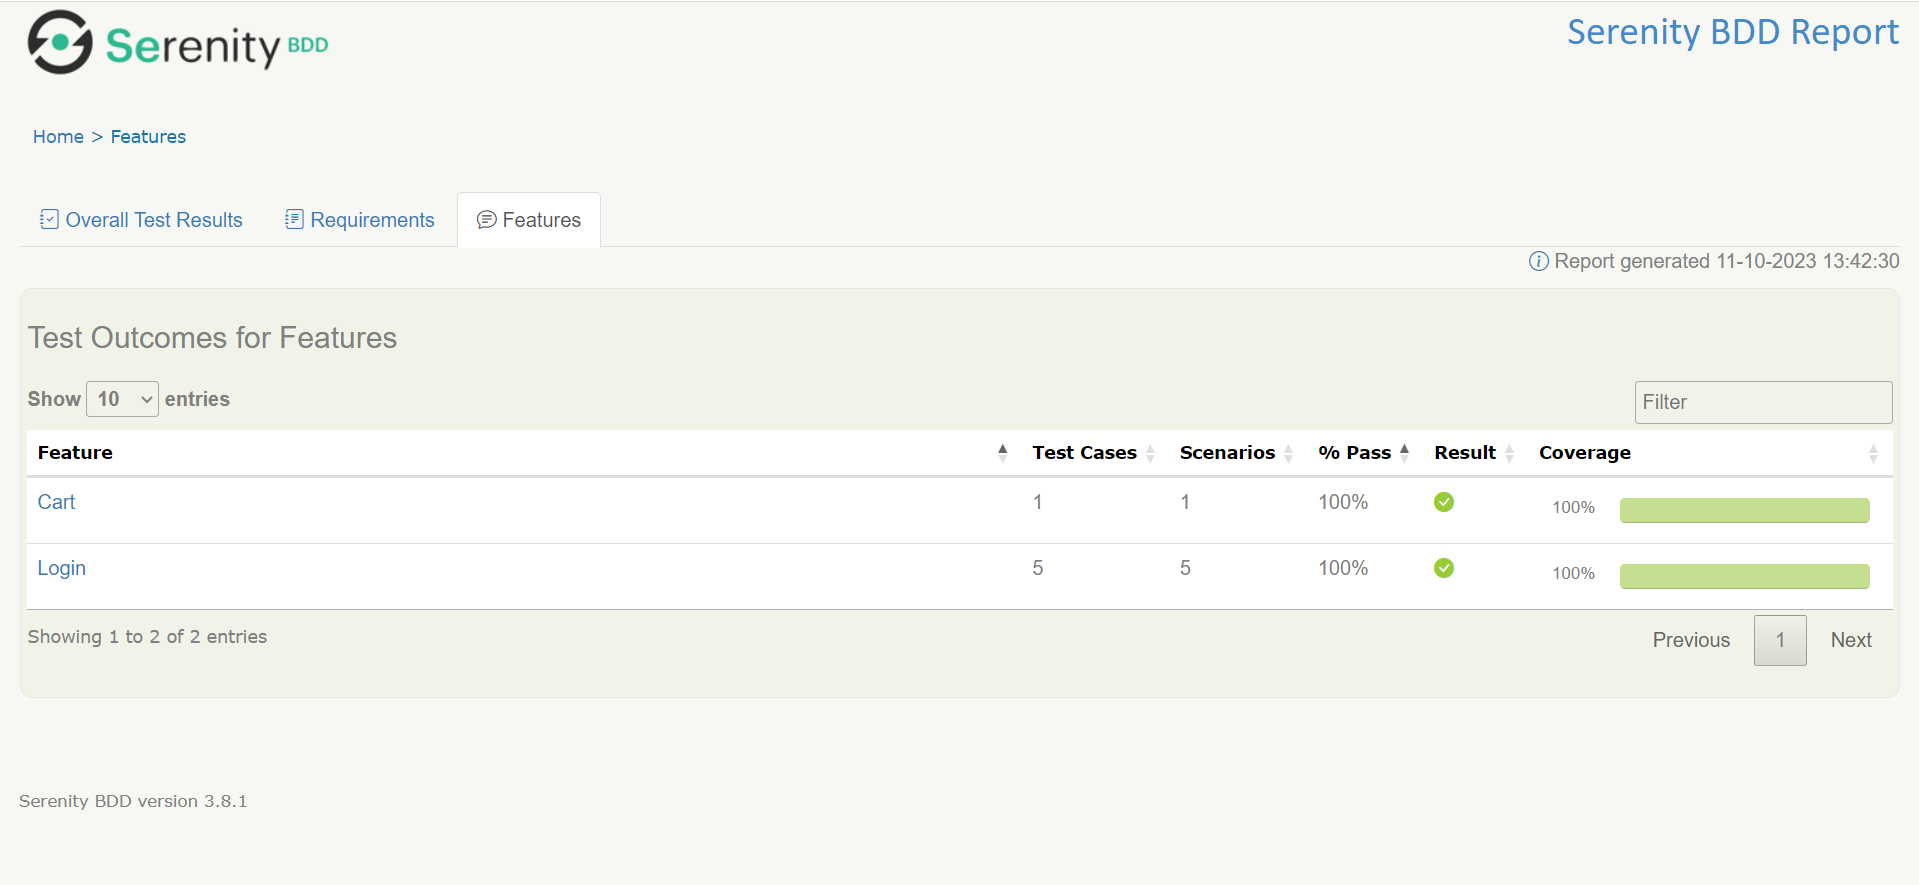 Serenity BDD
Serenity BDD Report
Home > Features
Overall Test Results Requirements Features
Report generated 11-10-2023 13:42:30
Test Outcomes for Features
Show 10 entries
Filter
Feature Test Cases Scenarios % Pass Result Coverage
Cart 1 1 100% 100%
Login 5 5 100% 100%
Showing 1 to 2 of 2 entries
Previous 1 Next
Serenity BDD version 3.8.1